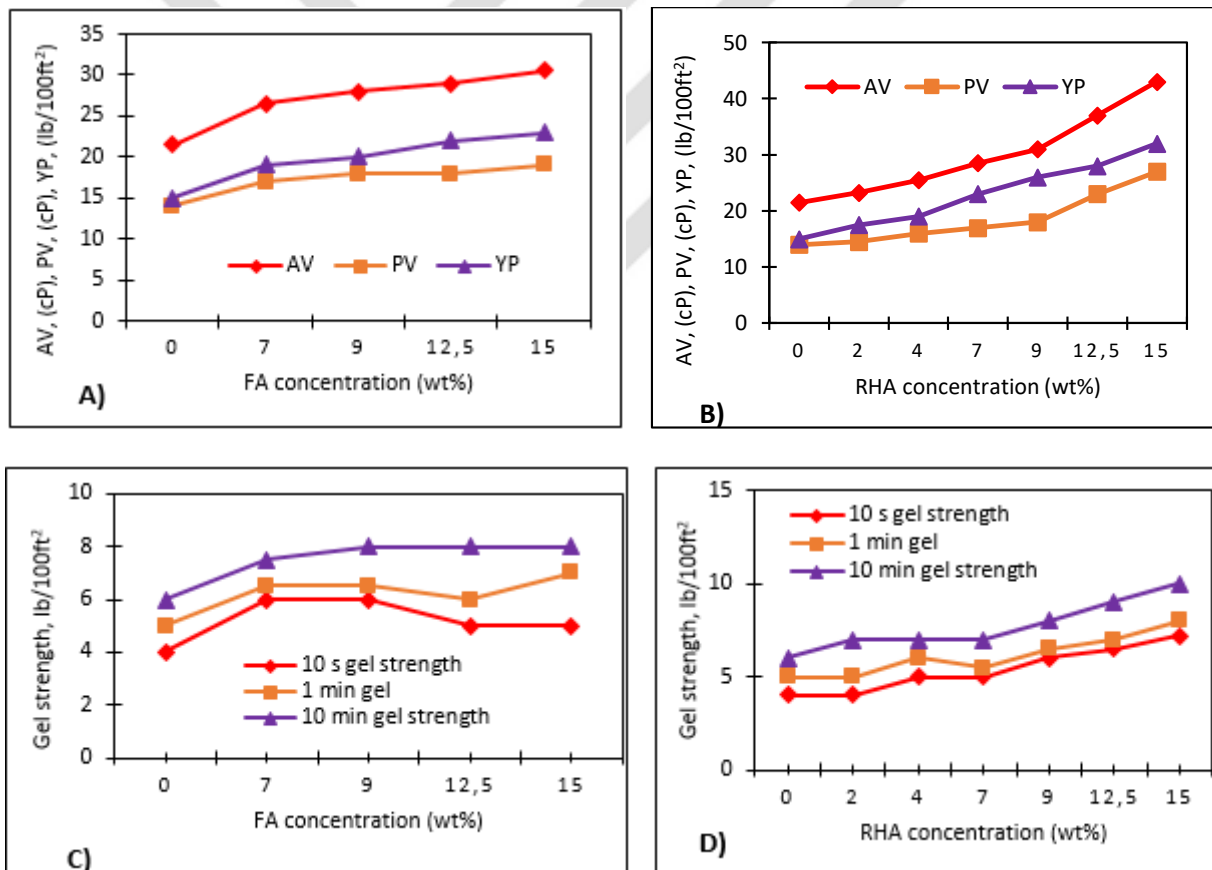 35
30
25
20
15
10
5
0
AV, (cP), PV, (cP), YP, (lb/100ft²)
AV PV YP
0 7 9 12,5 15
FA concentration (wt%)
A)
50
40
30
20
10
0
AV, (cP), PV, (cP), YP, (lb/100ft²)
AV PV YP
0 2 4 7 9 12,5 15
RHA concentration (wt%)
B)
10
8
6
4
2
0
Gel strength, lb/100ft²
10 s gel strength
1 min gel
10 min gel strength
0 7 9 12,5 15
FA concentration (wt%)
C)
15
10
5
0
Gel strength, lb/100ft²
10 s gel strength
1 min gel
10 min gel strength
0 2 4 7 9 12,5 15
RHA concentration (wt%)
D)